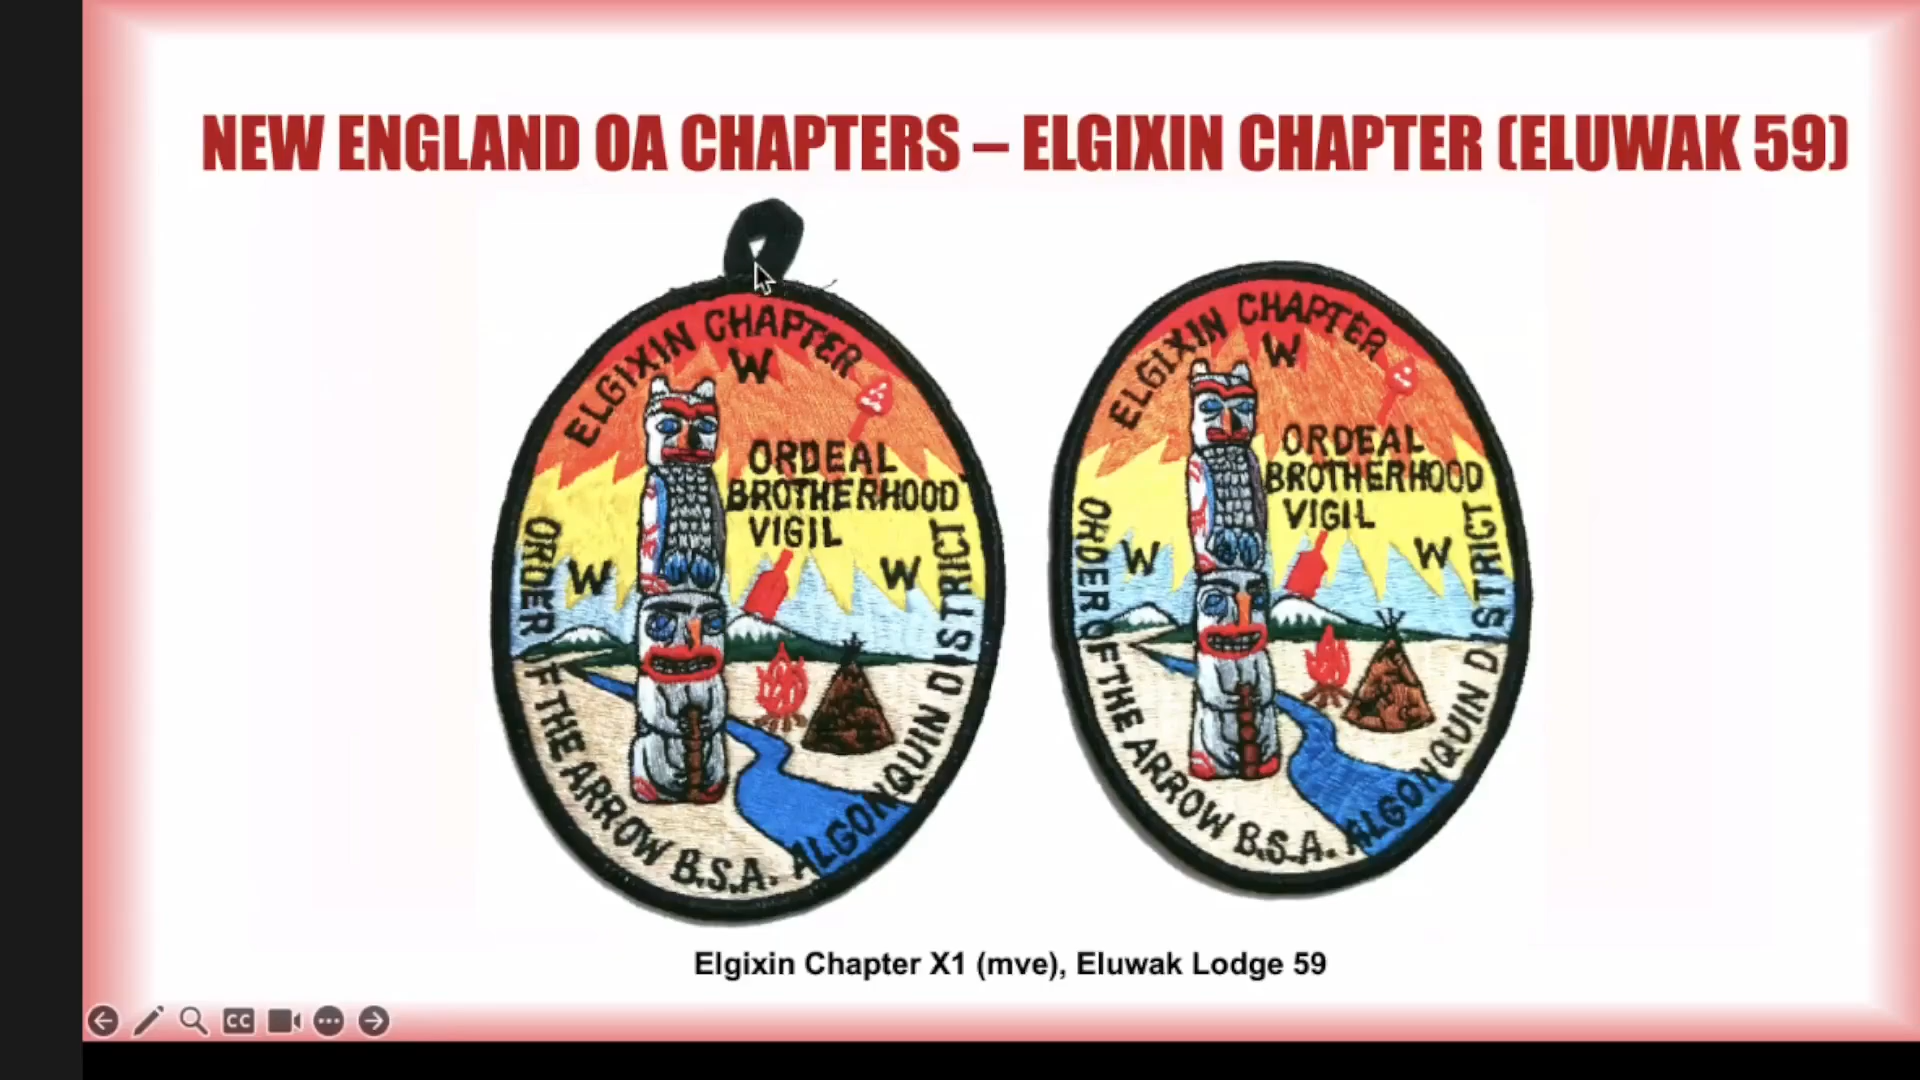 NEW ENGLAND OA CHAPTERS – ELGIXIN CHAPTER (ELUWAK 59)
ELGIXIN CHAPTER
W
ORDEAL
BROTHERHOOD
VIGIL
W
W
ORDER OF THE ARROW B.S.A. ALGONQUIN DISTRICT
ELGIXIN CHAPTER
W
ORDEAL
BROTHERHOOD
VIGIL
W
W
ORDER OF THE ARROW B.S.A. ALGONQUIN DISTRICT
Elgixin Chapter X1 (mve), Eluwak Lodge 59
CC